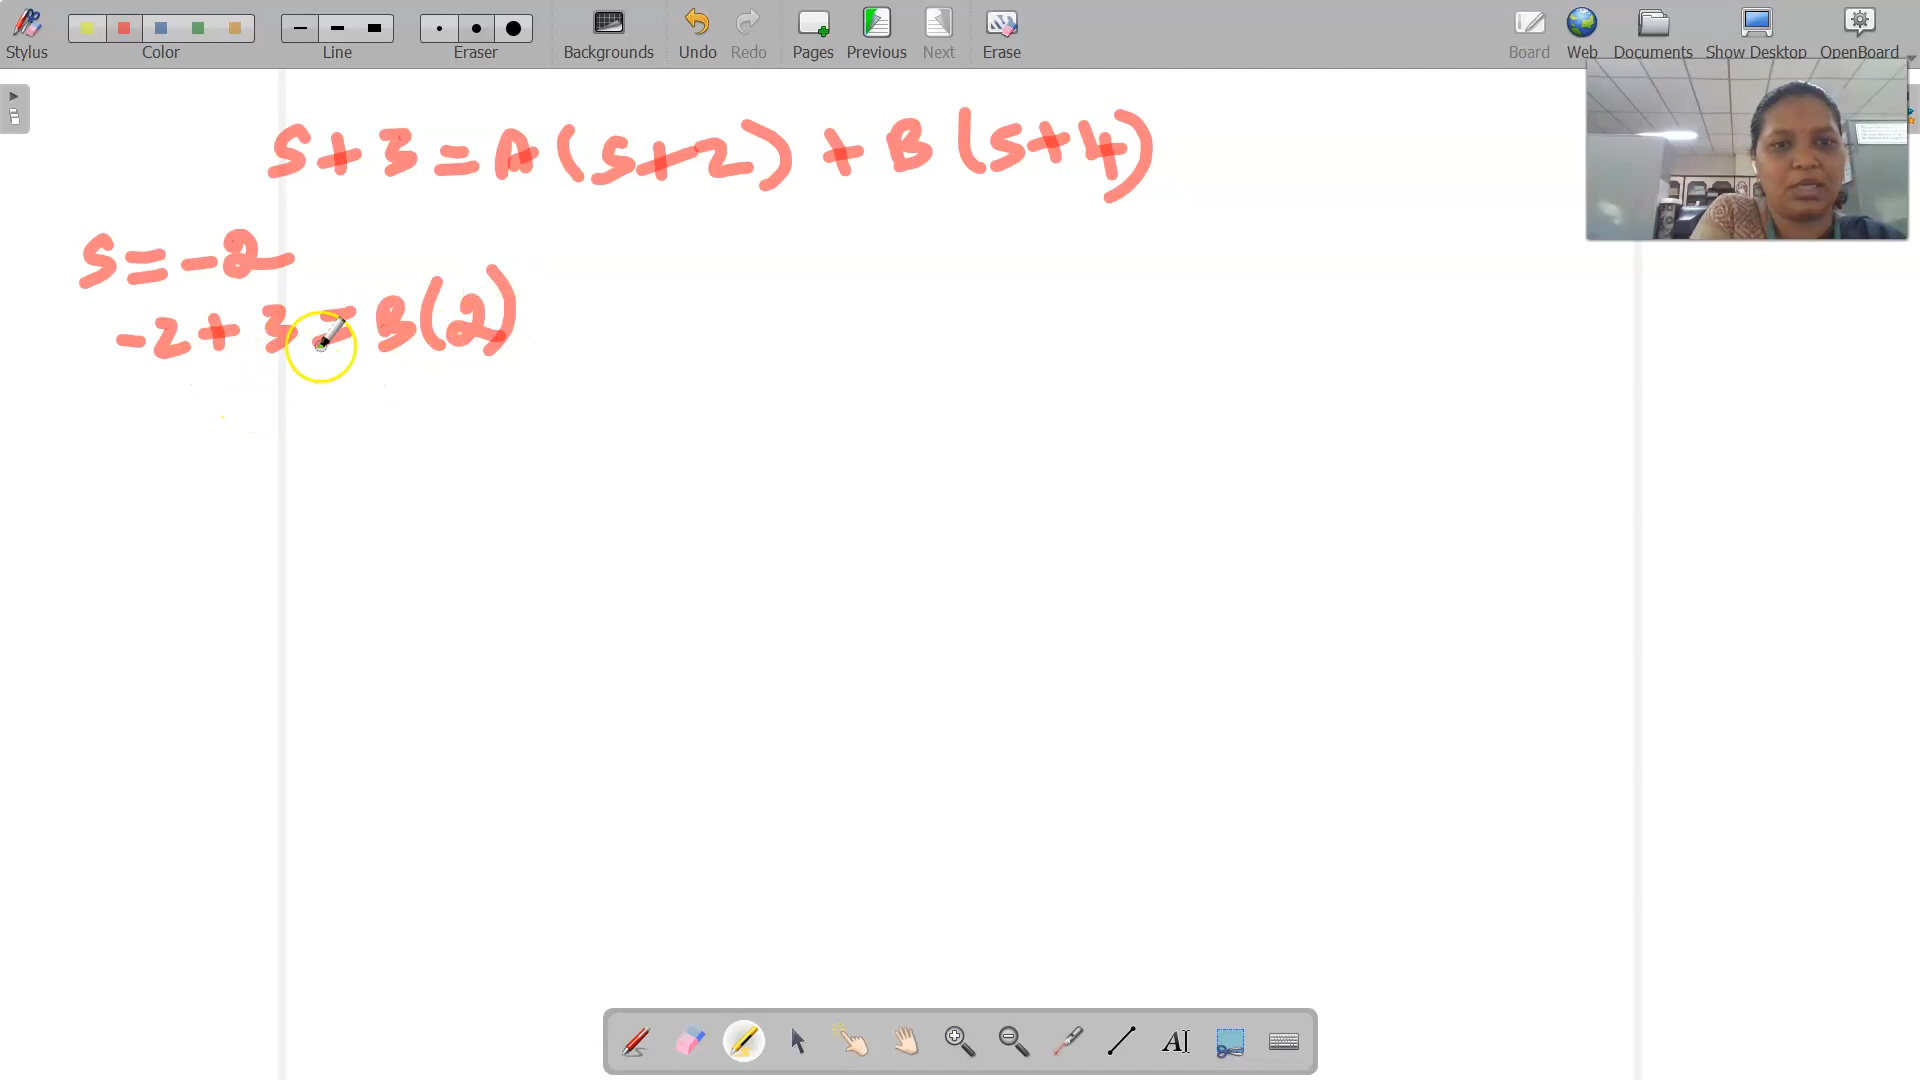 Stylus Color Line Eraser Backgrounds Undo Redo Pages Previous Next Erase Board Web Documents Show Desktop OpenBoard
S+3=A(S+2)+B(S+4)
S=-2
-2+3=B(2)